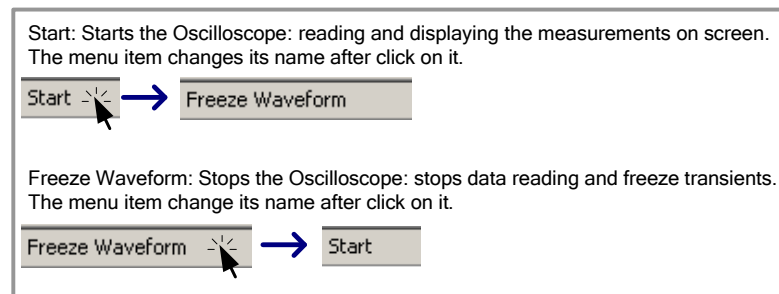 Start: Starts the Oscilloscope: reading and displaying the measurements on screen.
The menu item changes its name after click on it.
Start Freeze Waveform
Freeze Waveform: Stops the Oscilloscope: stops data reading and freeze transients.
The menu item change its name after click on it.
Freeze Waveform Start